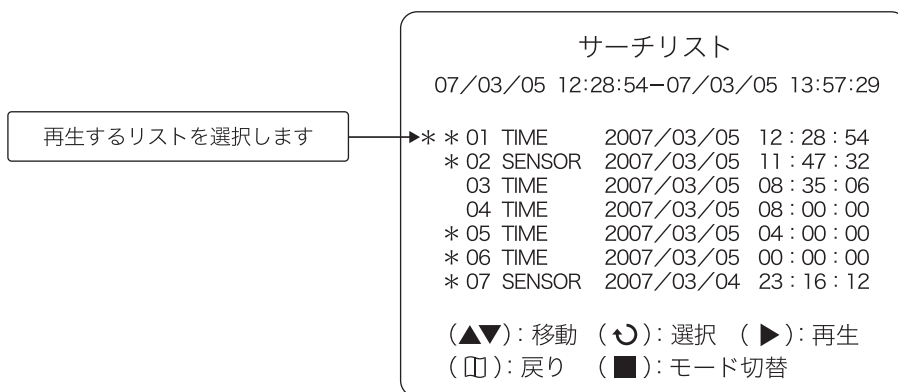 サーチリスト
07／03／05 12:28:54−07／03／05 13:57:29
再生するリストを選択します
＊＊01 TIME 2007／03／05 12：28：54
＊02 SENSOR 2007／03／05 11：47：32
03 TIME 2007／03／05 08：35：06
04 TIME 2007／03／05 08：00：00
＊05 TIME 2007／03／05 04：00：00
＊06 TIME 2007／03／05 00：00：00
＊07 SENSOR 2007／03／04 23：16：12
（▲▼）：移動 （↻）：選択 （▶）：再生
（▯▯）：戻り （■）：モード切替